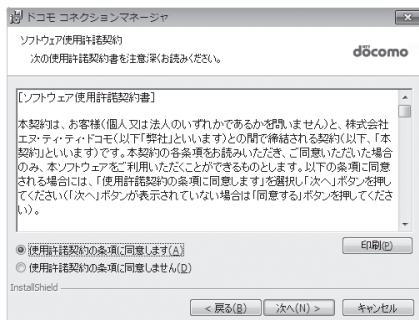 ドコモ コネクションマネージャ
ソフトウェア使用許諾契約
次の使用許諾契約書を注意深くお読みください。
döcomo
[ソフトウェア使用許諾契約書]
本契約は、お客様(個人又は法人のいずれかであるかを問いません)と、株式会社
エヌ・ティ・ティ・ドコモ(以下「弊社」といいます)との間で締結される契約(以下、「本
契約」といいます)です。本契約の各条項をお読みいただき、ご同意いただいた場合
のみ、本ソフトウェアをご利用いただくことができるものとします。以下の条項に同意
される場合には、「使用許諾契約の条項に同意します」を選択し「次へ」ボタンを押し
てください(「次へ」ボタンが表示されていない場合は「同意する」ボタンを押してくださ
い)。
使用許諾契約の条項に同意します(A)
印刷(P)
使用許諾契約の条項に同意しません(D)
InstallShield
< 戻る(B) 次へ(N) > キャンセル